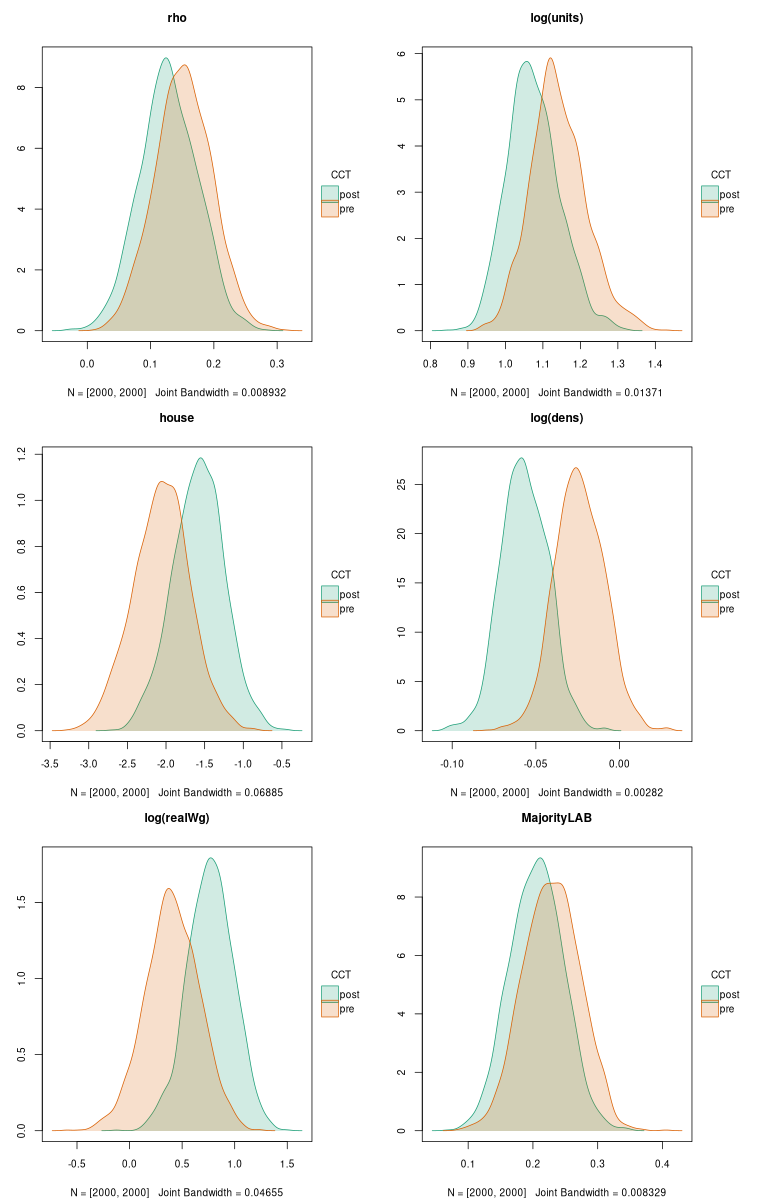 rho
0
2
4
6
8
0.0 0.1 0.2 0.3
N = [2000, 2000] Joint Bandwidth = 0.008932
CCT
post
pre
log(units)
0
1
2
3
4
5
6
0.8 0.9 1.0 1.1 1.2 1.3 1.4
N = [2000, 2000] Joint Bandwidth = 0.01371
CCT
post
pre
house
0.0
0.2
0.4
0.6
0.8
1.0
1.2
-3.5 -3.0 -2.5 -2.0 -1.5 -1.0 -0.5
N = [2000, 2000] Joint Bandwidth = 0.06885
CCT
post
pre
log(dens)
0
5
10
15
20
25
-0.10 -0.05 0.00
N = [2000, 2000] Joint Bandwidth = 0.00282
CCT
post
pre
log(realWg)
0.0
0.5
1.0
1.5
-0.5 0.0 0.5 1.0 1.5
N = [2000, 2000] Joint Bandwidth = 0.04655
CCT
post
pre
MajorityLAB
0
2
4
6
8
0.1 0.2 0.3 0.4
N = [2000, 2000] Joint Bandwidth = 0.008329
CCT
post
pre